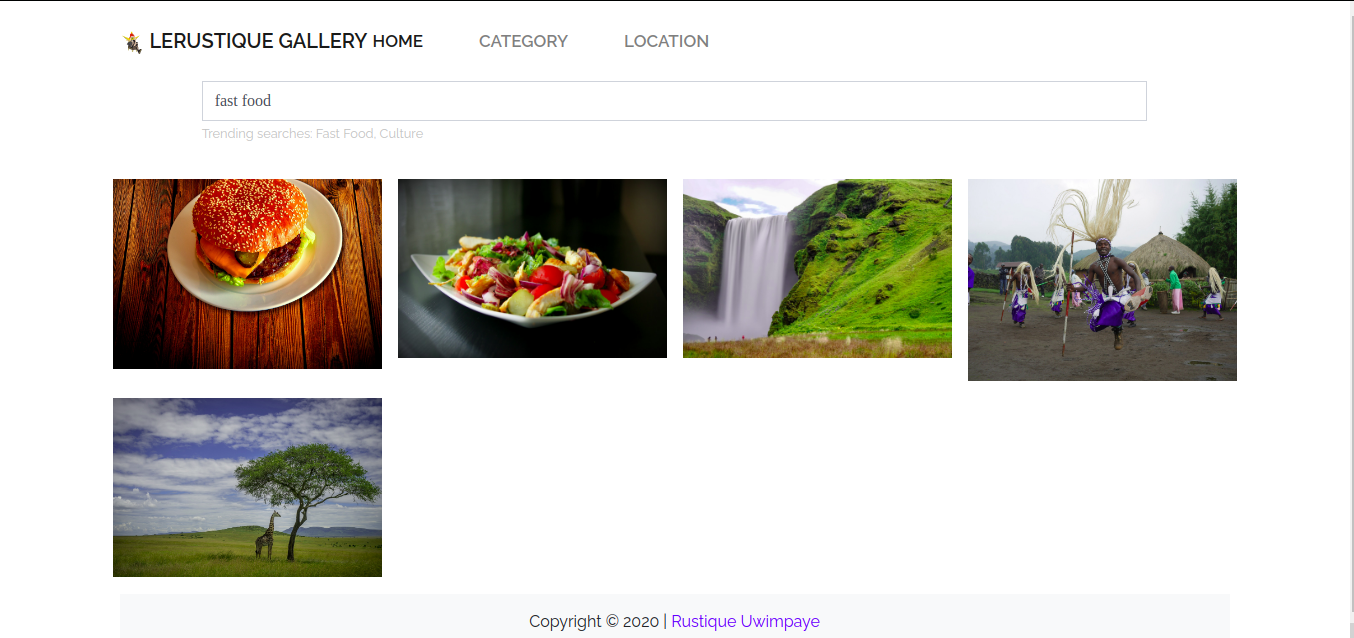 LERUSTIQUE GALLERY HOME CATEGORY LOCATION
fast food
Trending searches: Fast Food, Culture
Copyright © 2020 | Rustique Uwimpaye